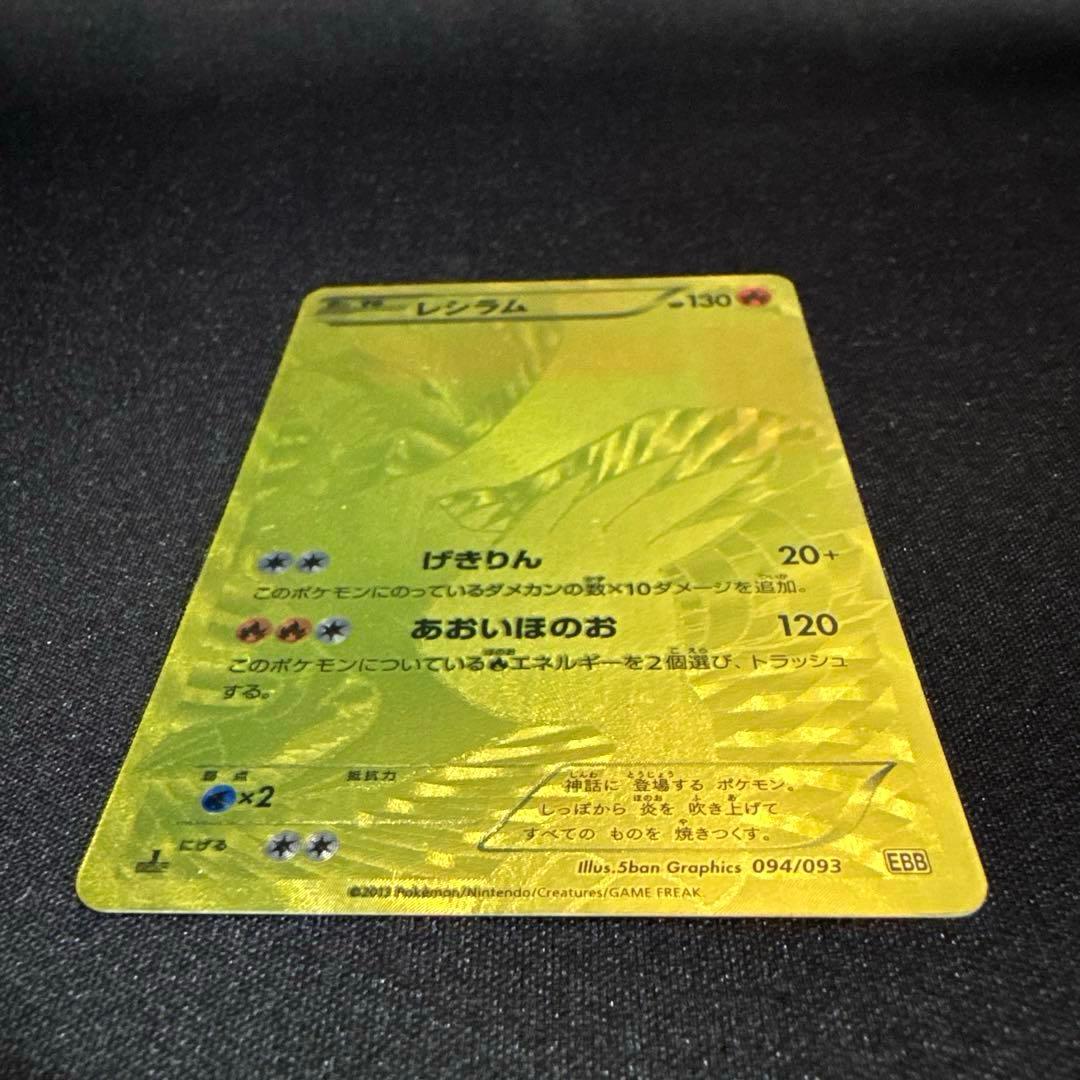 レシラム 130
げきりん 20+
このポケモンにのっているダメカンの数×10ダメージを追加。
あおいほのお 120
このポケモンについているエネルギーを2個選び、トラッシュ
する。
弱点 抵抗力
×2
神話に 登場する ポケモン。
しっぽから 炎を 吹き上げて
すべての ものを 焼きつくす。
にげる
Illus.5ban Graphics 094/093 EBB
©2013 Pokémon/Nintendo/Creatures/GAME FREAK